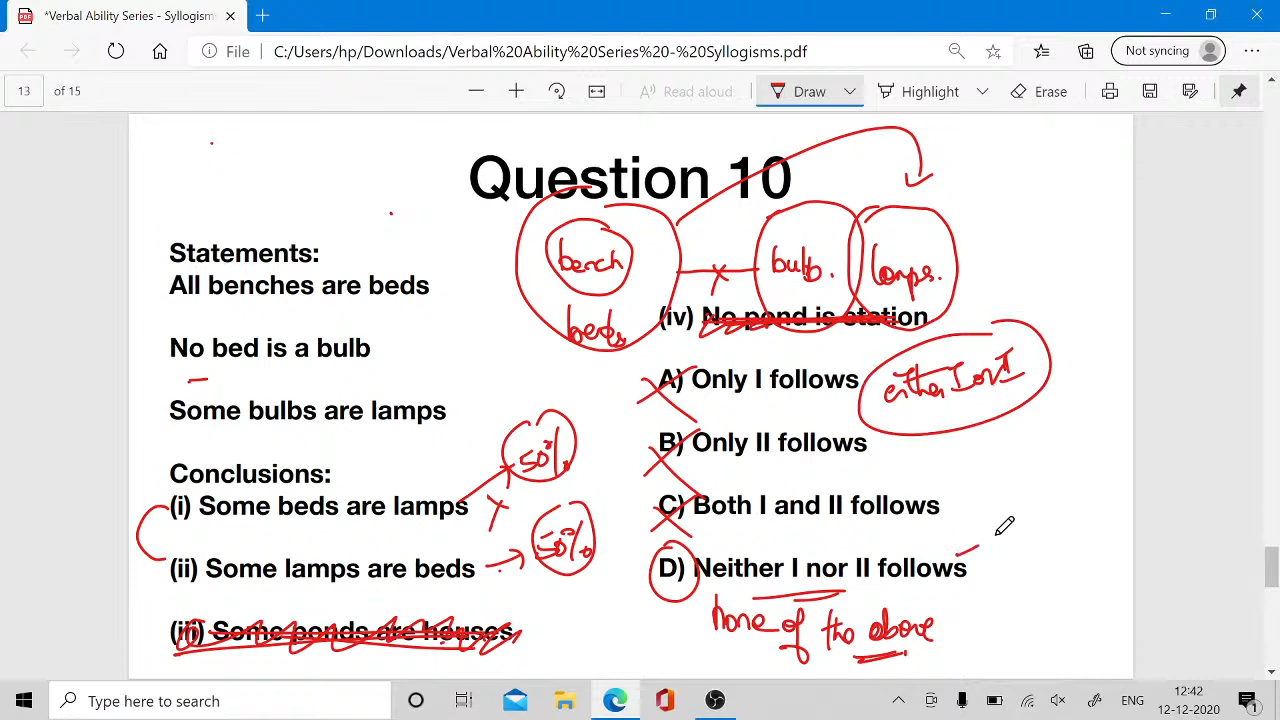 *Verbal Ability Series - Syllogism
File
C:/Users/hp/Downloads/Verbal%20Ability%20Series%20-%20Syllogisms.pdf
Not syncing
13 of 15
Read aloud
Draw
Highlight
Erase
Question 10
Statements:
All benches are beds
No bed is a bulb
Some bulbs are lamps
Conclusions:
(i) Some beds are lamps
(ii) Some lamps are beds
(iii) Some ponds are houses
bench
beds
bulb.
lamps.
50%
50%
(iv) No pond is station
A) Only I follows
either I or II
B) Only II follows
C) Both I and II follows
D) Neither I nor II follows
none of the above
Type here to search
ENG
12:42
12-12-2020
1